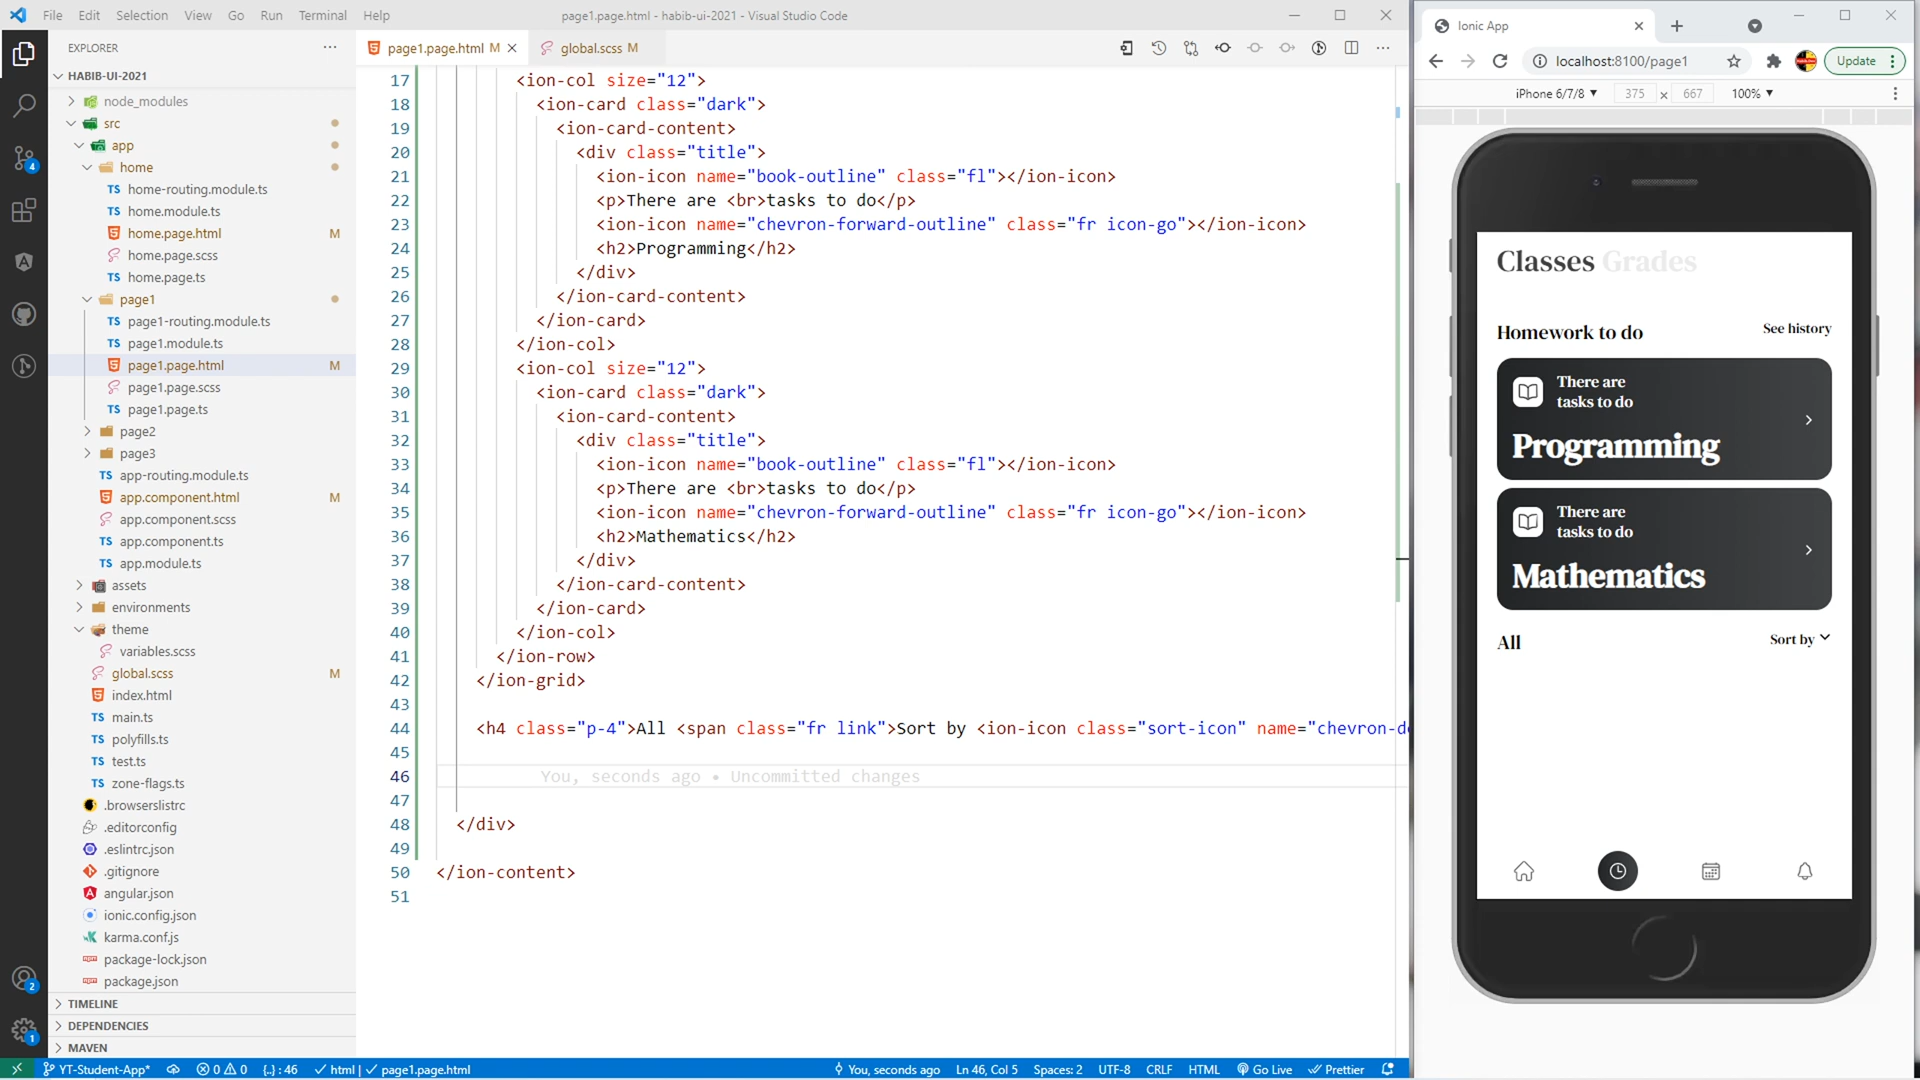 File Edit Selection View Go Run Terminal Help
page1.page.html - habib-ui-2021 - Visual Studio Code
EXPLORER
HABIB-UI-2021
node_modules
src
app
home
home-routing.module.ts
home.module.ts
home.page.html M
home.page.scss
home.page.ts
page1
page1-routing.module.ts
page1.module.ts
page1.page.html M
page1.page.scss
page1.page.ts
page2
page3
app-routing.module.ts
app.component.html M
app.component.scss
app.component.ts
app.module.ts
assets
environments
theme
variables.scss
global.scss M
index.html
main.ts
polyfills.ts
test.ts
zone-flags.ts
.browserslistrc
.editorconfig
.eslintrc.json
.gitignore
angular.json
ionic.config.json
karma.conf.js
package-lock.json
package.json
TIMELINE
DEPENDENCIES
MAVEN
4
2
1
page1.page.html M
global.scss M
17 <ion-col size="12">
18 <ion-card class="dark">
19 <ion-card-content>
20 <div class="title">
21 <ion-icon name="book-outline" class="fl"></ion-icon>
22 <p>There are <br>tasks to do</p>
23 <ion-icon name="chevron-forward-outline" class="fr icon-go"></ion-icon>
24 <h2>Programming</h2>
25 </div>
26 </ion-card-content>
27 </ion-card>
28 </ion-col>
29 <ion-col size="12">
30 <ion-card class="dark">
31 <ion-card-content>
32 <div class="title">
33 <ion-icon name="book-outline" class="fl"></ion-icon>
34 <p>There are <br>tasks to do</p>
35 <ion-icon name="chevron-forward-outline" class="fr icon-go"></ion-icon>
36 <h2>Mathematics</h2>
37 </div>
38 </ion-card-content>
39 </ion-card>
40 </ion-col>
41 </ion-row>
42 </ion-grid>
43
44 <h4 class="p-4">All <span class="fr link">Sort by <ion-icon class="sort-icon" name="chevron-d
45
46 You, seconds ago • Uncommitted changes
47
48 </div>
49
50 </ion-content>
51
YT-Student-App* 0 0 {..} : 46 html | page1.page.html
You, seconds ago Ln 46, Col 5 Spaces: 2 UTF-8 CRLF HTML Go Live Prettier
Ionic App
localhost:8100/page1
Update
iPhone 6/7/8 375 x 667 100%
Classes Grades
Homework to do See history
There are
tasks to do
Programming
There are
tasks to do
Mathematics
All Sort by